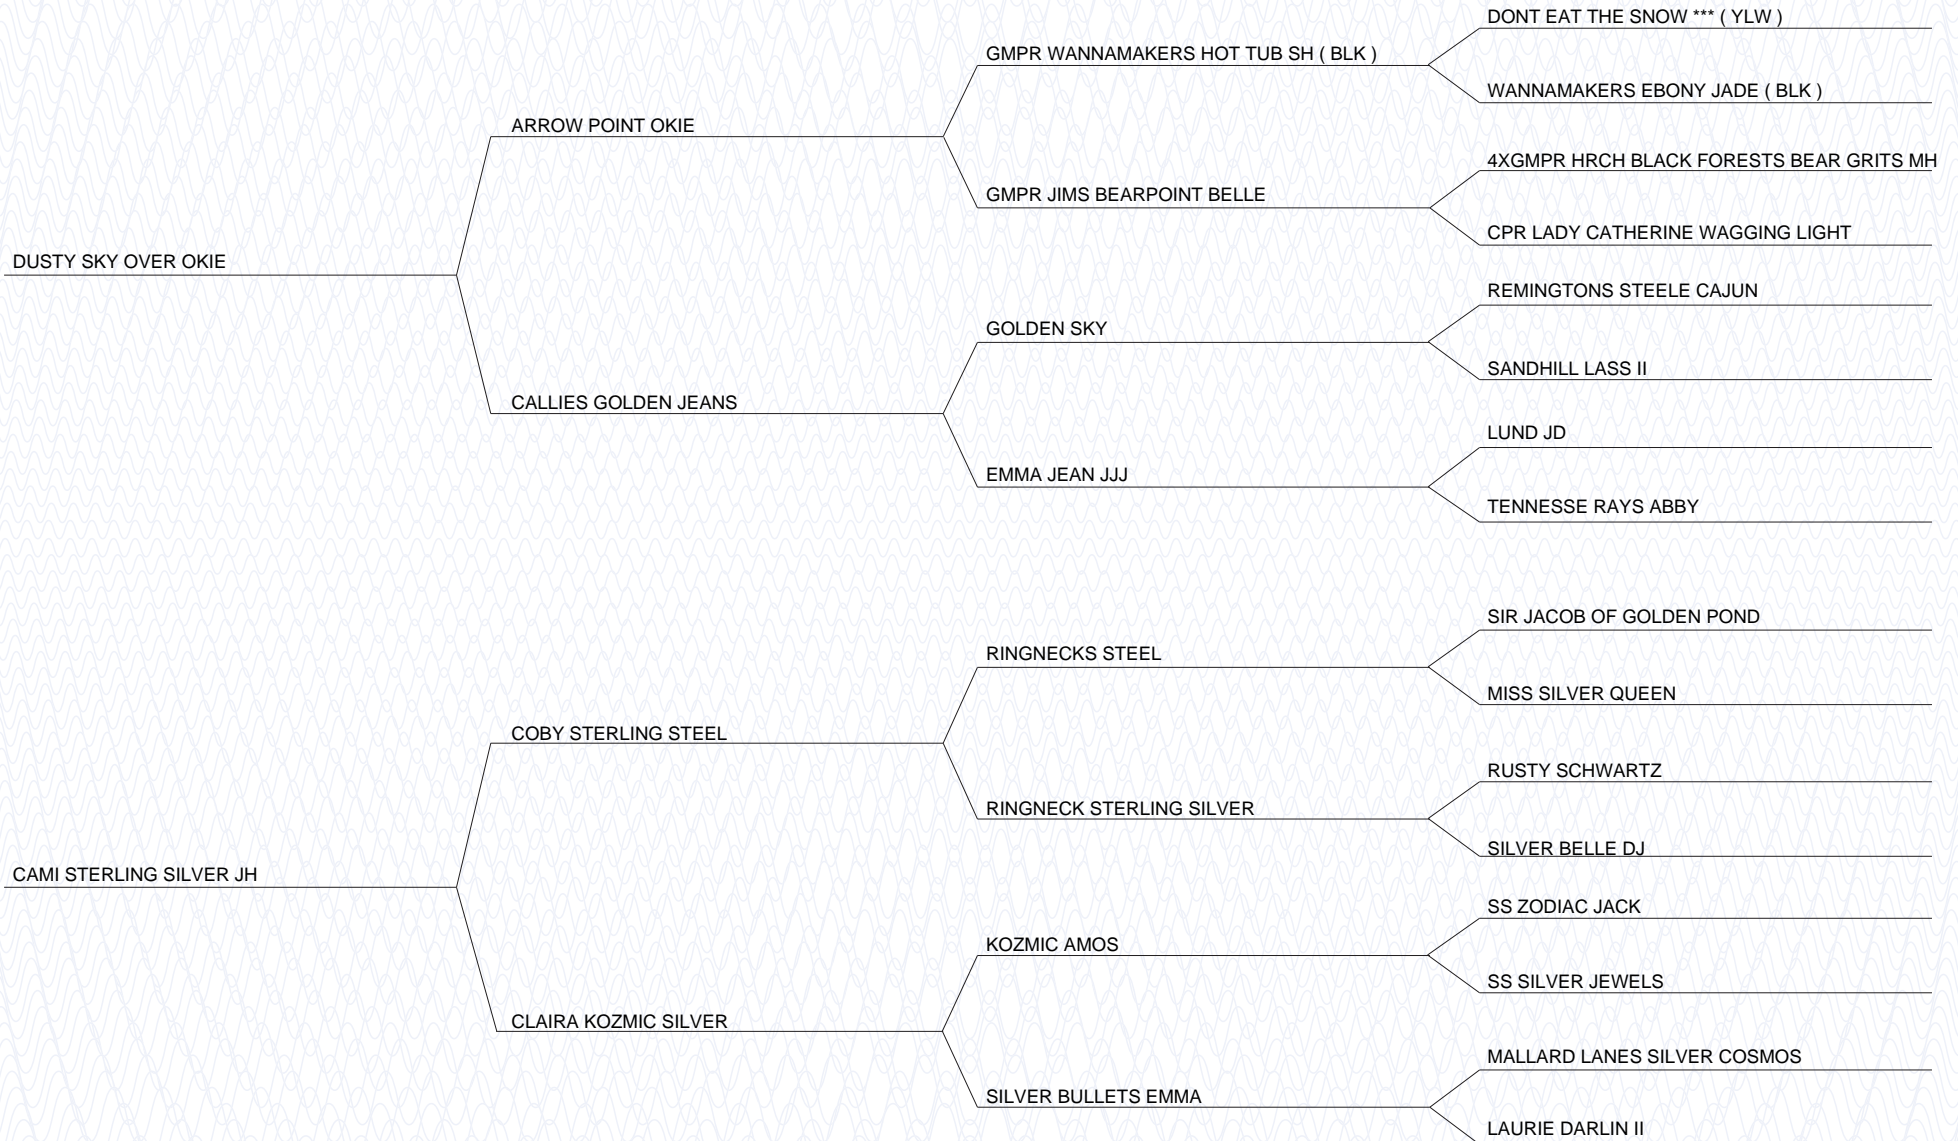 DONT EAT THE SNOW *** ( YLW )
GMPR WANNAMAKERS HOT TUB SH ( BLK )
WANNAMAKERS EBONY JADE ( BLK )
ARROW POINT OKIE
4XGMPR HRCH BLACK FORESTS BEAR GRITS MH
GMPR JIMS BEARPOINT BELLE
CPR LADY CATHERINE WAGGING LIGHT
DUSTY SKY OVER OKIE
REMINGTONS STEELE CAJUN
GOLDEN SKY
SANDHILL LASS II
CALLIES GOLDEN JEANS
LUND JD
EMMA JEAN JJJ
TENNESSE RAYS ABBY
SIR JACOB OF GOLDEN POND
RINGNECKS STEEL
MISS SILVER QUEEN
COBY STERLING STEEL
RUSTY SCHWARTZ
RINGNECK STERLING SILVER
SILVER BELLE DJ
CAMI STERLING SILVER JH
SS ZODIAC JACK
KOZMIC AMOS
SS SILVER JEWELS
CLAIRA KOZMIC SILVER
MALLARD LANES SILVER COSMOS
SILVER BULLETS EMMA
LAURIE DARLIN II